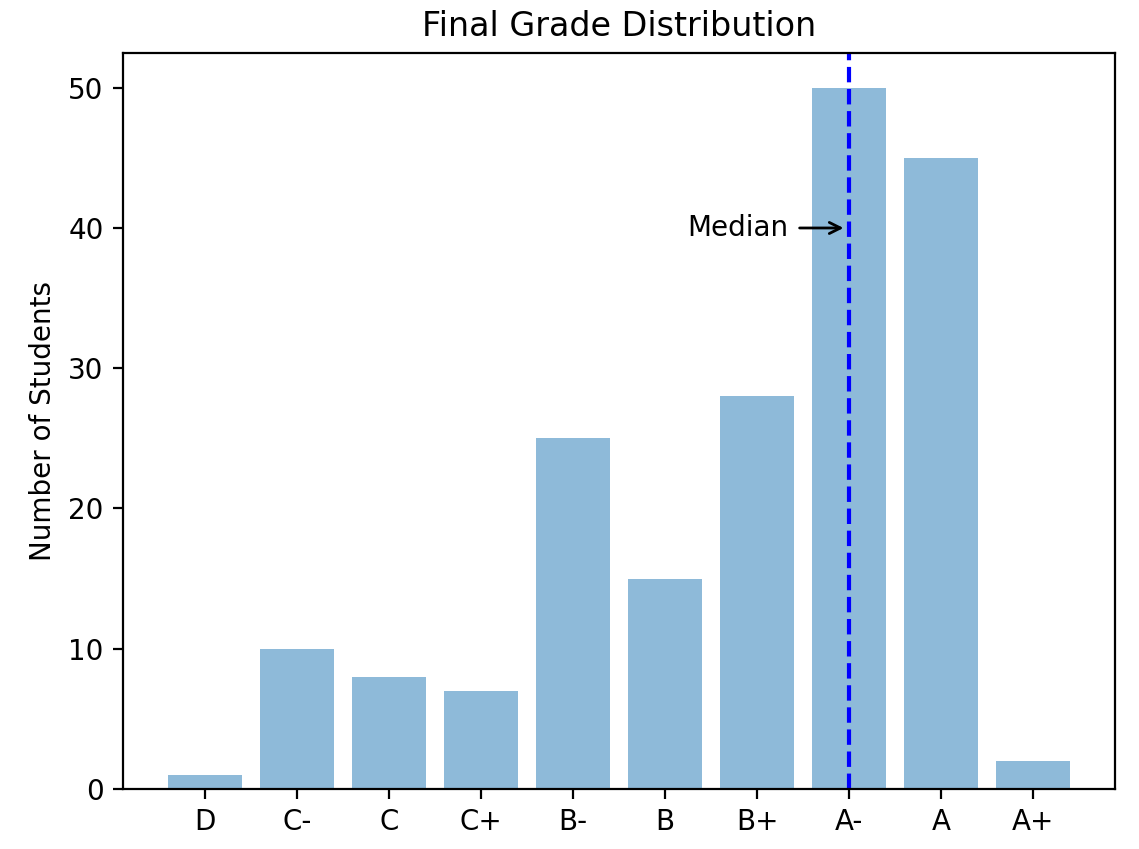 Final Grade Distribution
Number of Students
50
40
30
20
10
0
Median
D C- C C+ B- B B+ A- A A+